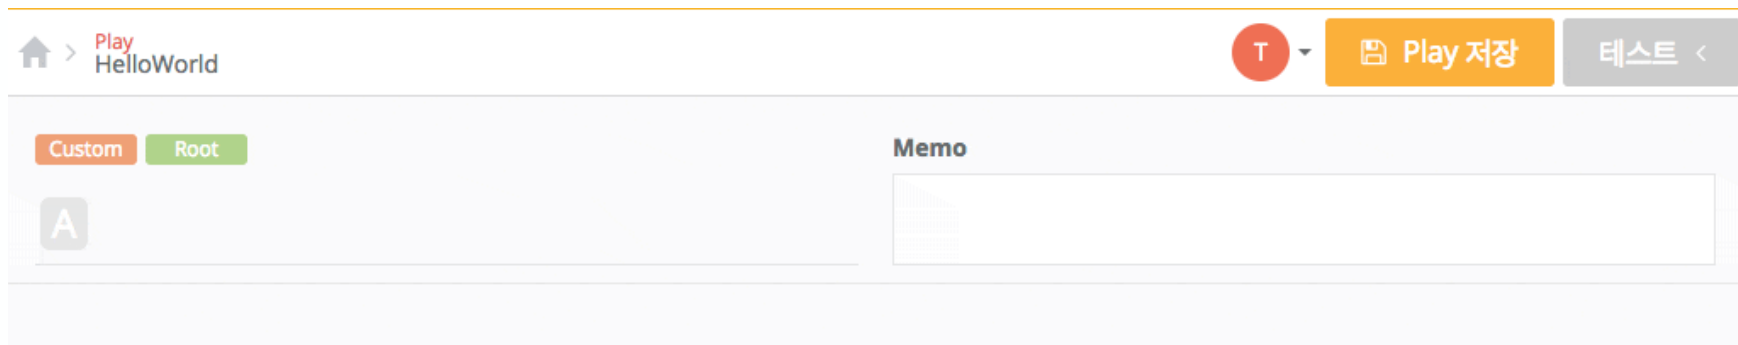 Play
HelloWorld
T
Play 저장
테스트
Custom
Root
Memo
A